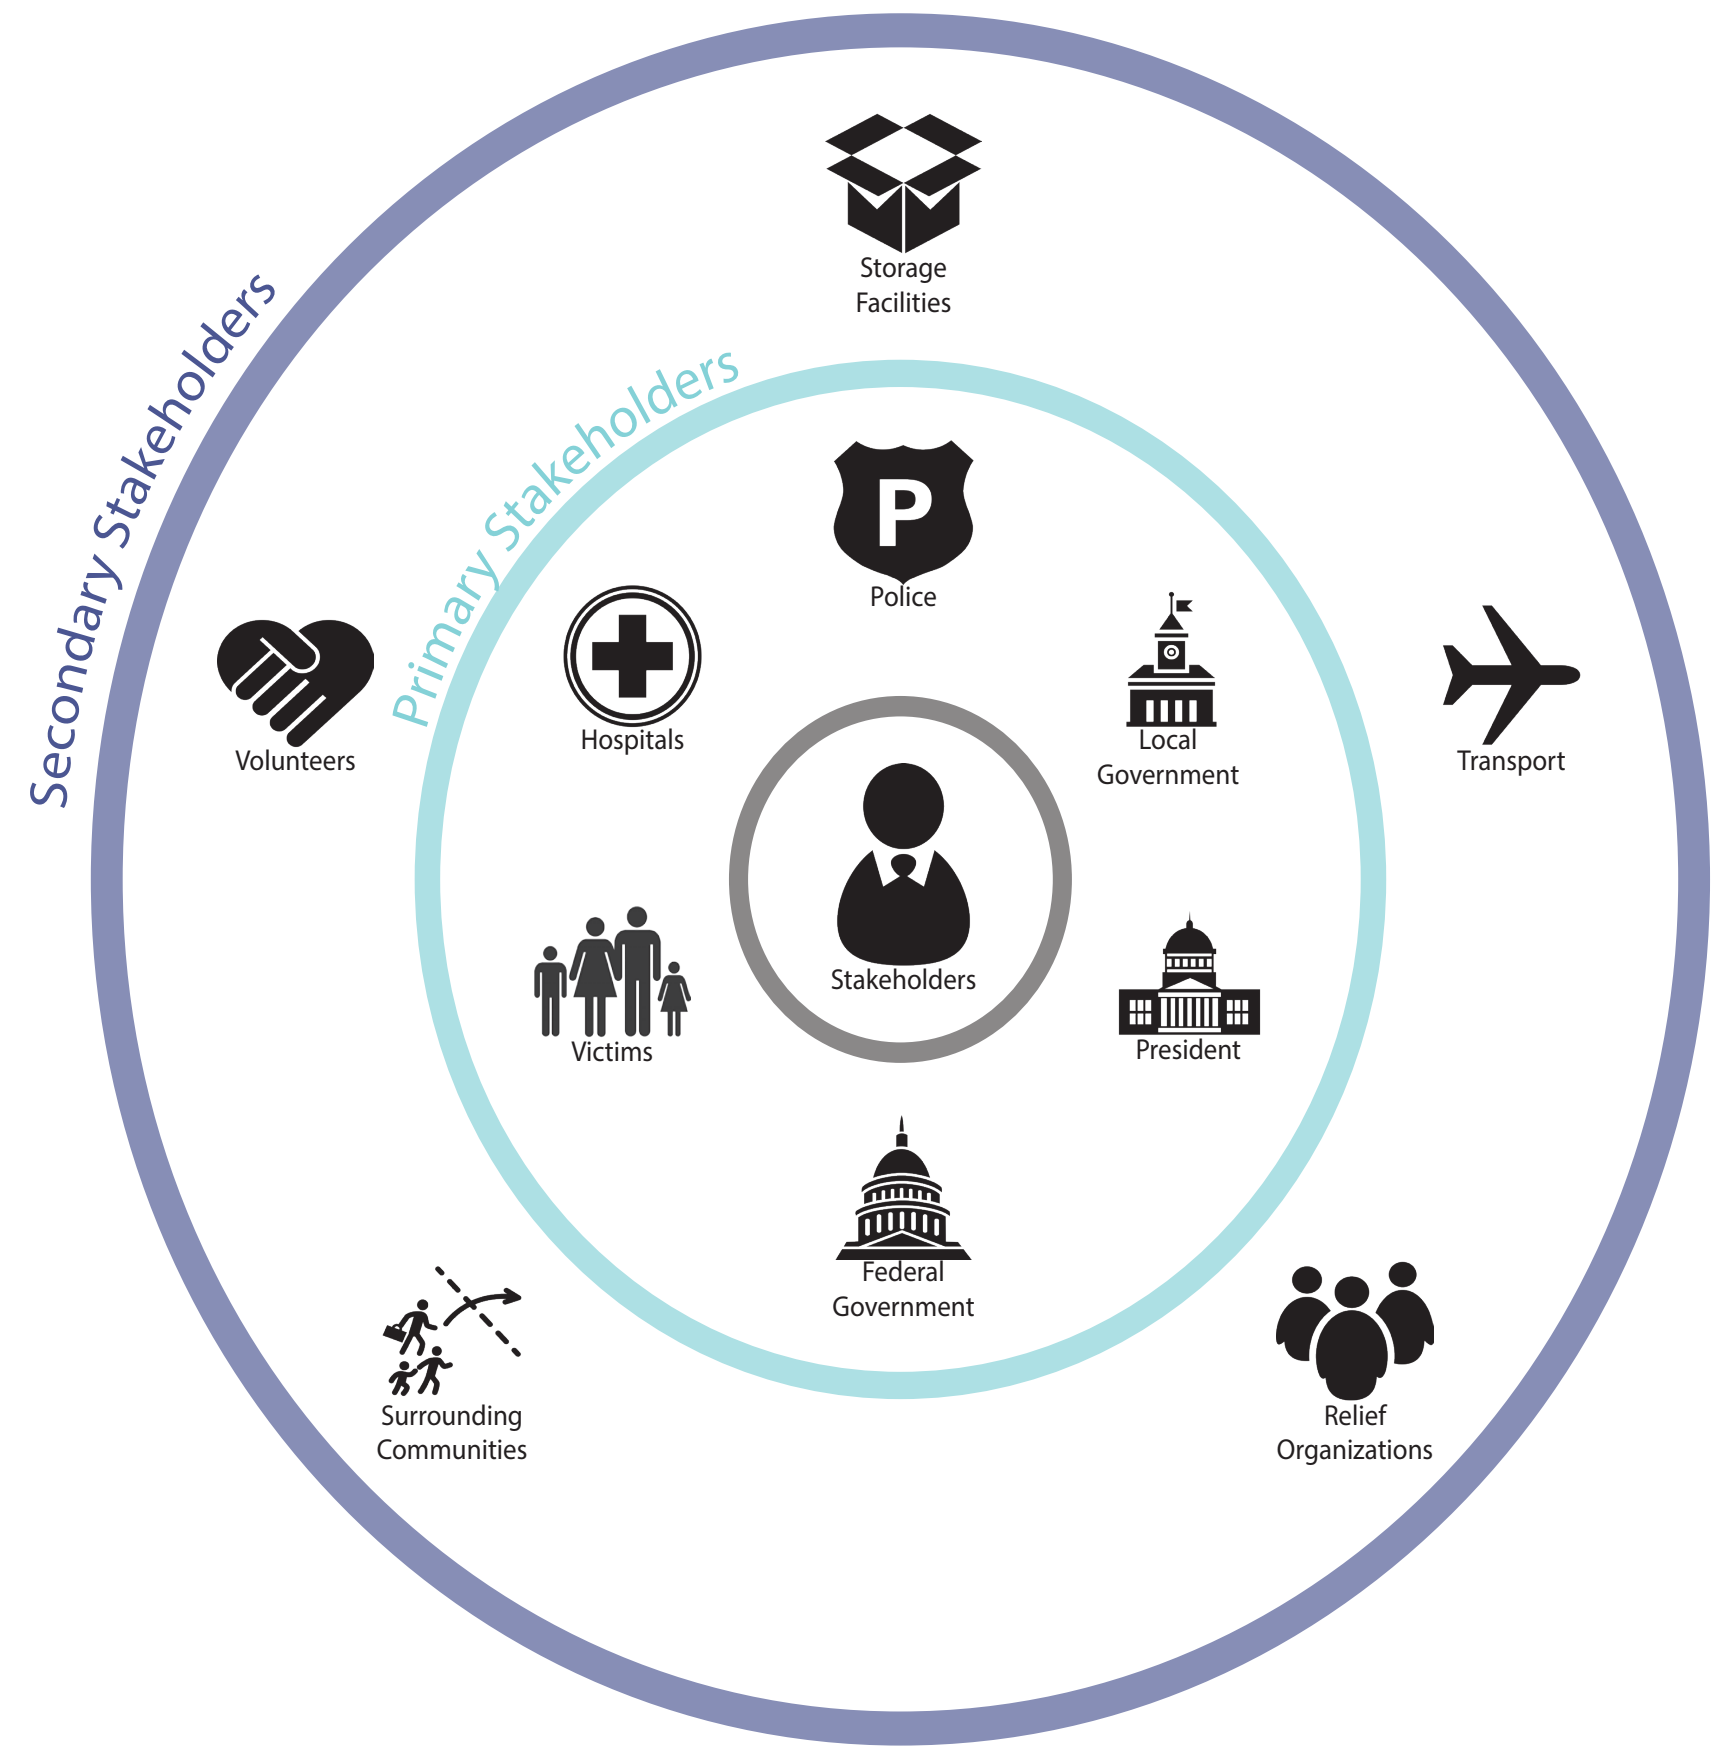 Storage
Facilities
Secondary Stakeholders
Primary Stakeholders
P
Police
Volunteers
Hospitals
Local
Government
Transport
Stakeholders
Victims
President
Federal
Government
Surrounding
Communities
Relief
Organizations